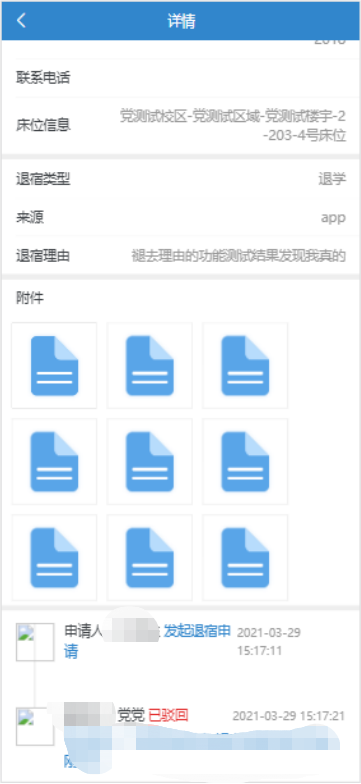 详情
2016
联系电话
床位信息
党测试校区-党测试区域-党测试楼宇-2
-203-4号床位
退宿类型
退学
来源
app
退宿理由
褪去理由的功能测试结果发现我真的
附件
申请人 发起退宿申
请
2021-03-29
15:17:11
党党 已驳回
2021-03-29 15:17:21
刚